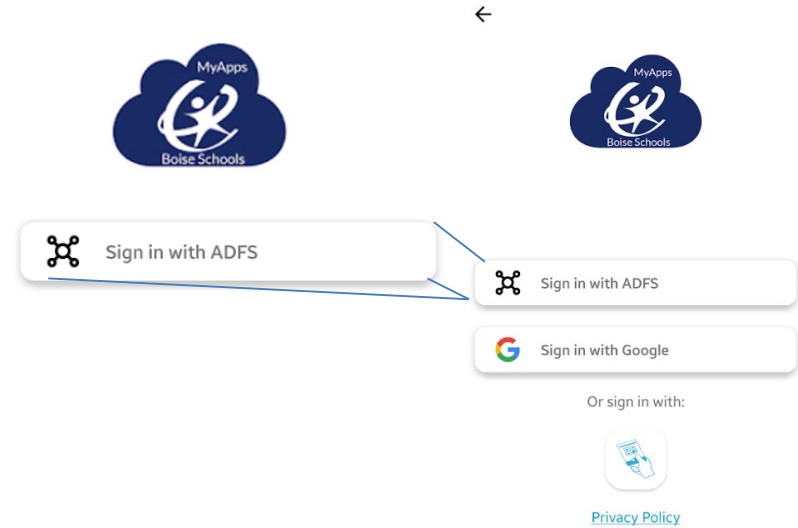 MyApps
Boise Schools
Sign in with ADFS
MyApps
Boise Schools
Sign in with ADFS
Sign in with Google
Or sign in with:
Privacy Policy